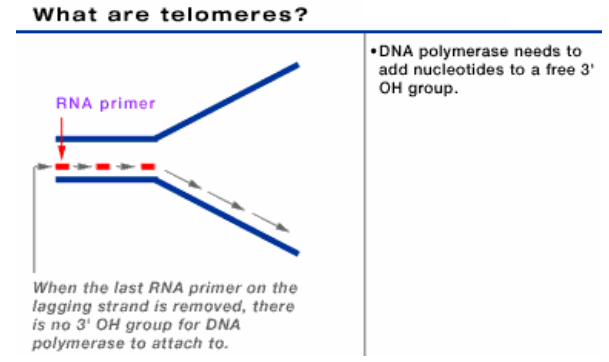 What are telomeres?
•DNA polymerase needs to
add nucleotides to a free 3'
OH group.
RNA primer
When the last RNA primer on the
lagging strand is removed, there
is no 3' OH group for DNA
polymerase to attach to.